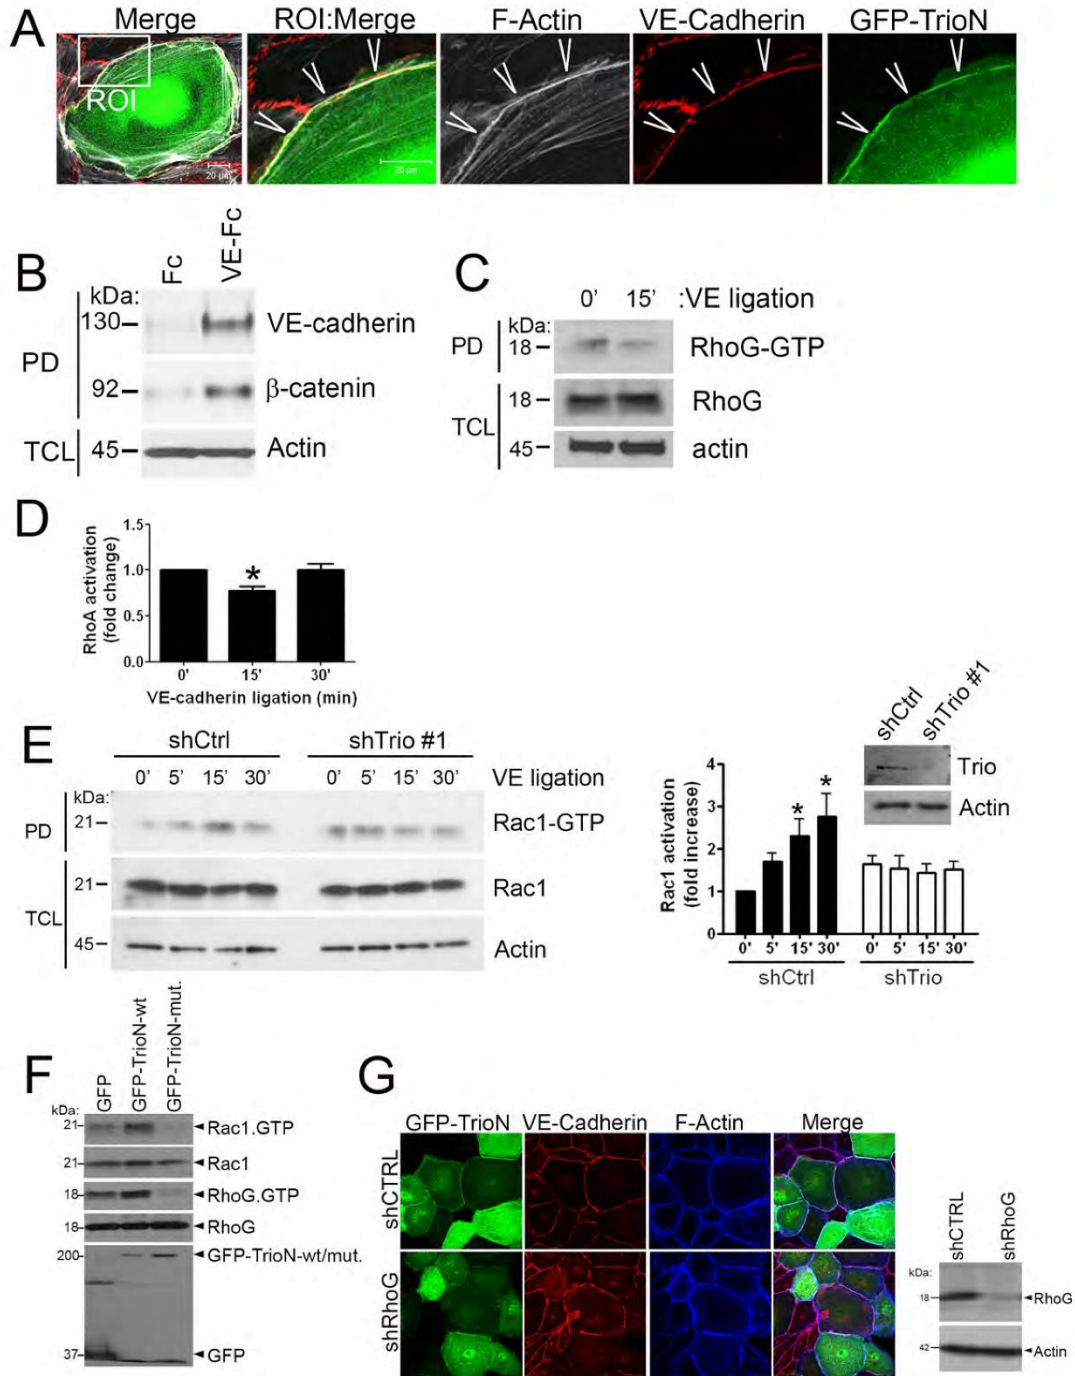 A
Merge ROI:Merge F-Actin VE-Cadherin GFP-TrioN
ROI
20 µm
20 µm
B
Fc VE-Fc
kDa:
PD
130 VE-cadherin
92 β-catenin
TCL 45 Actin
C
0' 15' :VE ligation
kDa:
PD 18 RhoG-GTP
TCL
18 RhoG
45 actin
D
RhoA activation
(fold change)
1.5
1.0
*
0.5
0.0
0' 15' 30'
VE-cadherin ligation (min)
E
shCtrl shTrio #1
0' 5' 15' 30' 0' 5' 15' 30' VE ligation
kDa:
PD 21 Rac1-GTP
TCL
21 Rac1
45 Actin
shCtrl shTrio #1
Trio
Actin
Rac1 activation
(fold increase)
4
3
2
1
0
* *
0' 5' 15' 30' 0' 5' 15' 30'
shCtrl shTrio
F
GFP GFP-TrioN-wt GFP-TrioN-mut.
kDa:
21 Rac1.GTP
21 Rac1
18 RhoG.GTP
18 RhoG
200 GFP-TrioN-wt/mut.
37 GFP
G
GFP-TrioN VE-Cadherin F-Actin Merge
shCTRL
shRhoG
shCTRL shRhoG
kDa:
18 RhoG
42 Actin